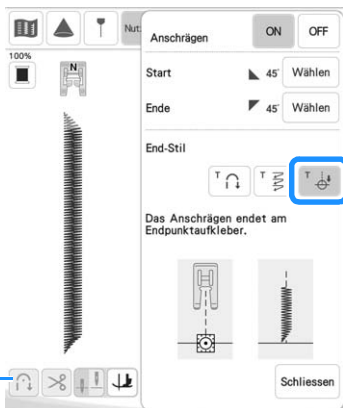 Nut
Anschrägen ON OFF
100%
N
Start 45° Wählen
Ende 45° Wählen
End-Stil
T T T
Das Anschrägen endet am
Endpunktaufkleber.
Schliessen